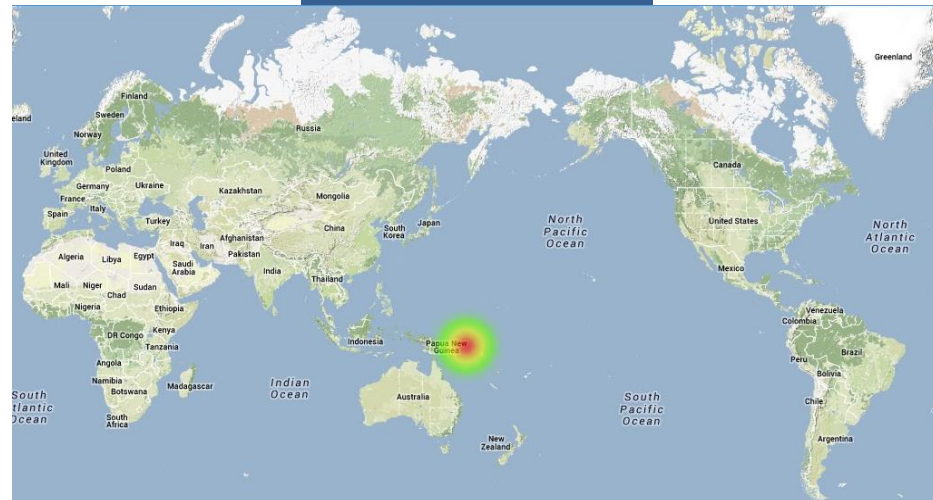 Greenland
Finland
eland
Sweden
Russia
Norway
United
Kingdom
Canada
Poland
Germany
Ukraine
Kazakhstan
France
Mongolia
Italy
Spain
Turkey
Japan
North
Pacific
Ocean
United States
China
South
Korea
North
Atlantic
Ocean
Afghanistan
Iraq
Iran
Algeria
Libya
Egypt
Pakistan
Saudi
Arabia
India
Mexico
Thailand
Mali
Niger
Sudan
Chad
Nigeria
Ethiopia
Venezuela
Colombia
Kenya
DR Congo
Tanzania
Indonesia
Papua New
Guinea
Peru
Brazil
Angola
Bolivia
Namibia
Botswana
Madagascar
Indian
Ocean
South
tlantic
Ocean
Australia
South
Pacific
Ocean
Chile
South
Africa
New
Zealand
Argentina